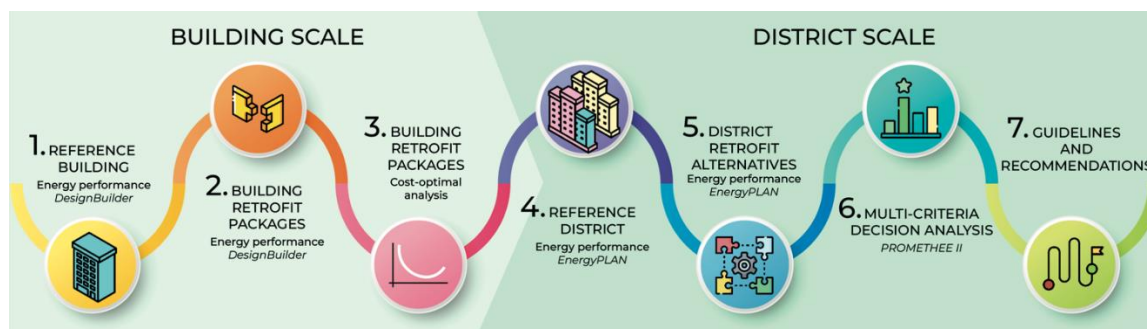 BUILDING SCALE
DISTRICT SCALE
1. REFERENCE
BUILDING
Energy performance
DesignBuilder
2. BUILDING
RETROFIT
PACKAGES
Energy performance
DesignBuilder
3. BUILDING
RETROFIT
PACKAGES
Cost-optimal
analysis
4. REFERENCE
DISTRICT
Energy performance
EnergyPLAN
5. DISTRICT
RETROFIT
ALTERNATIVES
Energy performance
EnergyPLAN
6. MULTI-CRITERIA
DECISION ANALYSIS
PROMETHEE II
7. GUIDELINES
AND
RECOMMENDATIONS